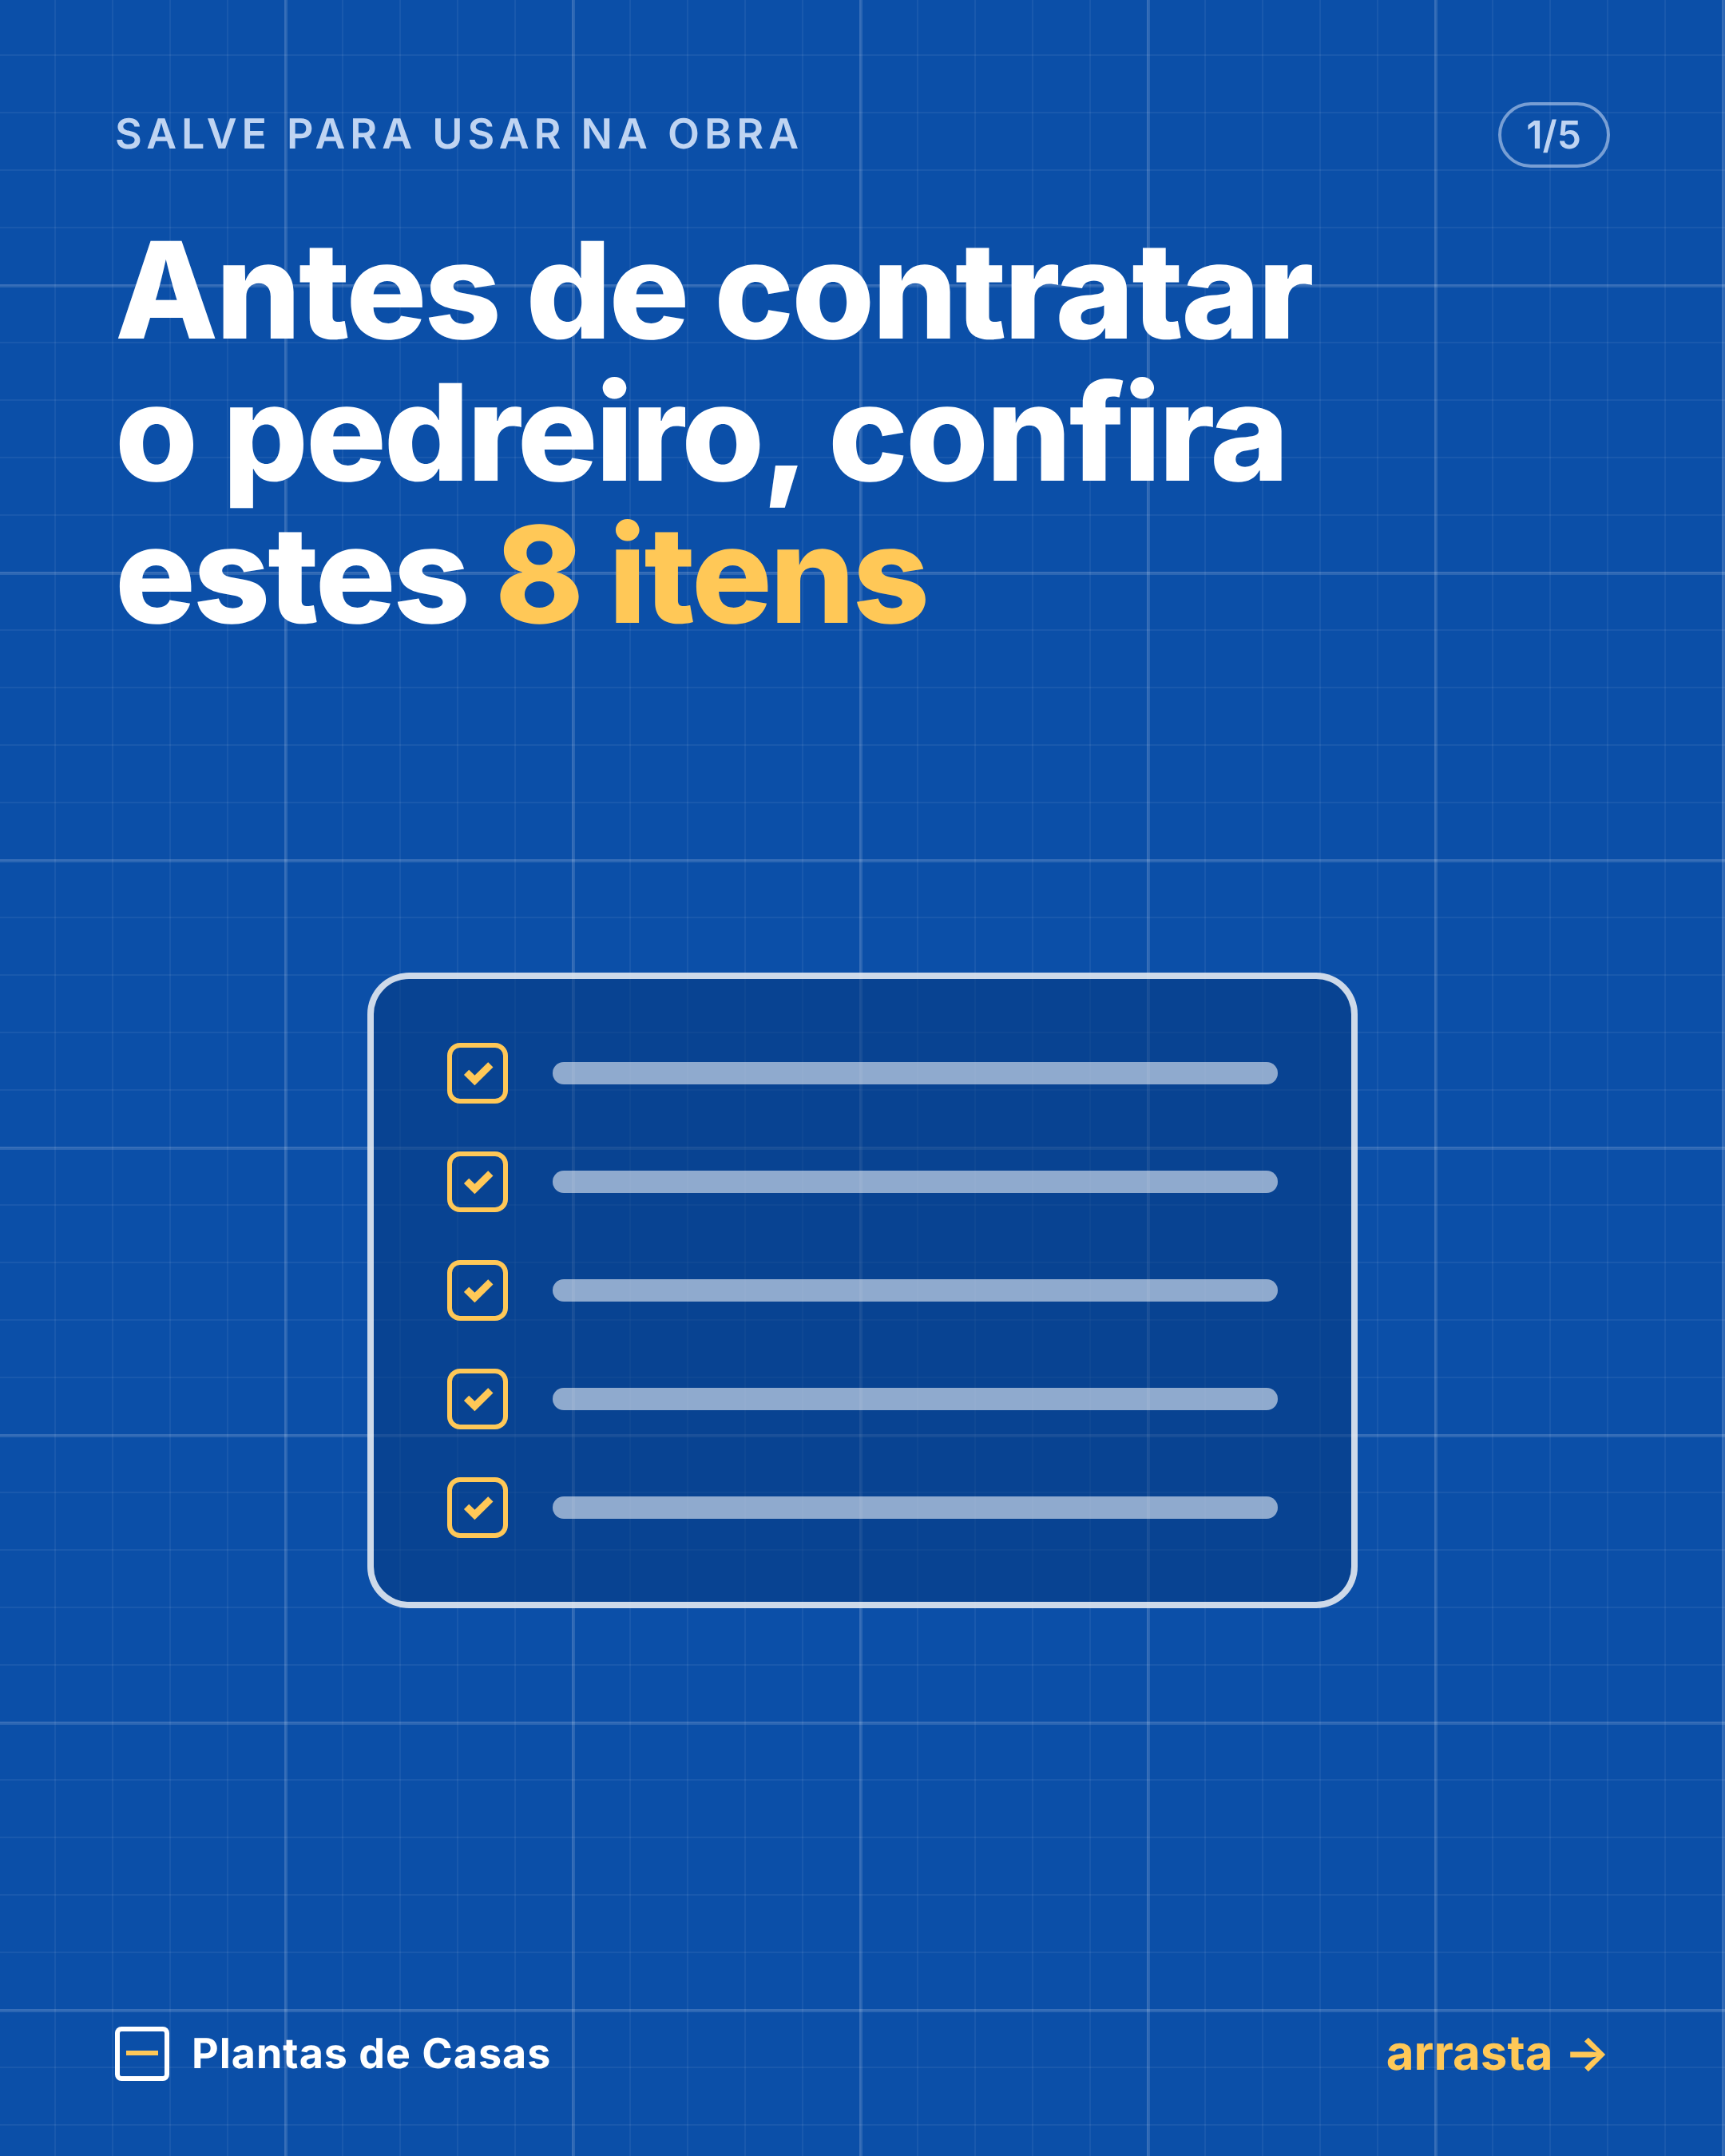 SALVE PARA USAR NA OBRA
1/5
Antes de contratar
o pedreiro, confira
estes 8 itens
Plantas de Casas
arrasta →